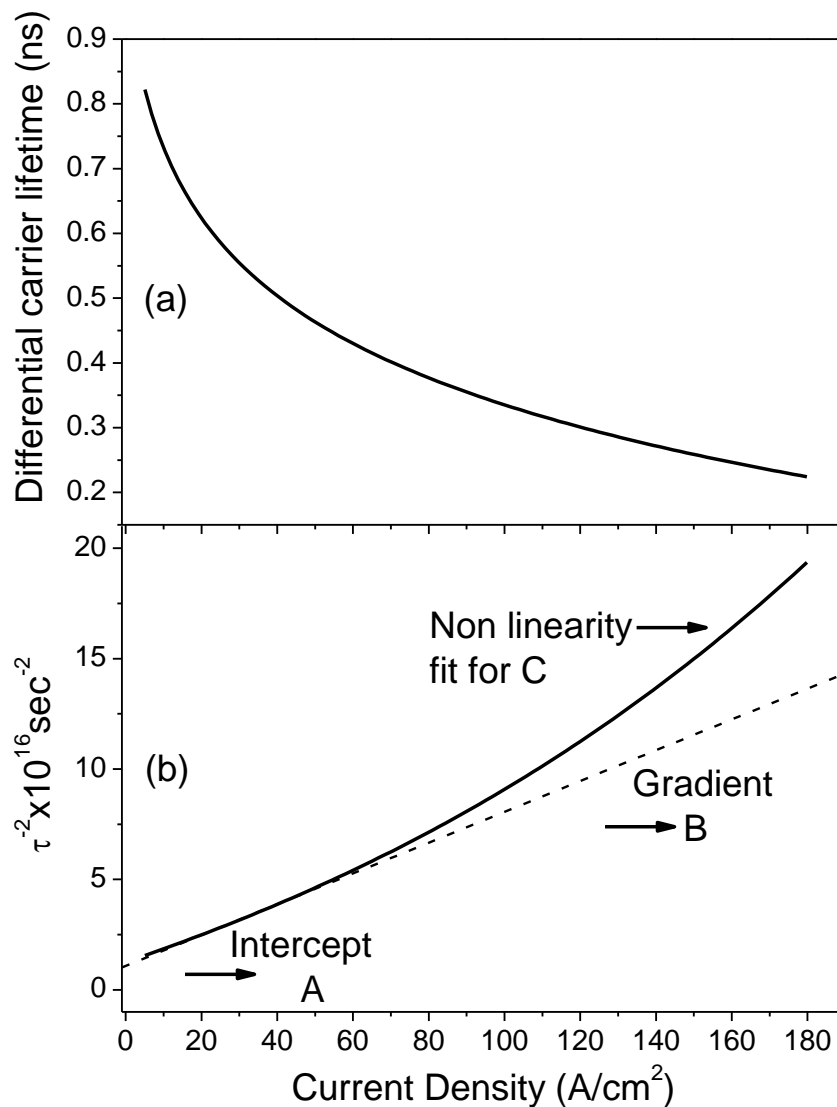 Differential carrier lifetime (ns)
0.9
0.8
0.7
0.6
0.5
0.4
0.3
0.2
(a)
τ⁻²x10¹⁶sec⁻²
20
15
10
5
0
Non linearity
fit for C
(b)
Gradient
B
Intercept
A
0 20 40 60 80 100 120 140 160 180
Current Density (A/cm²)